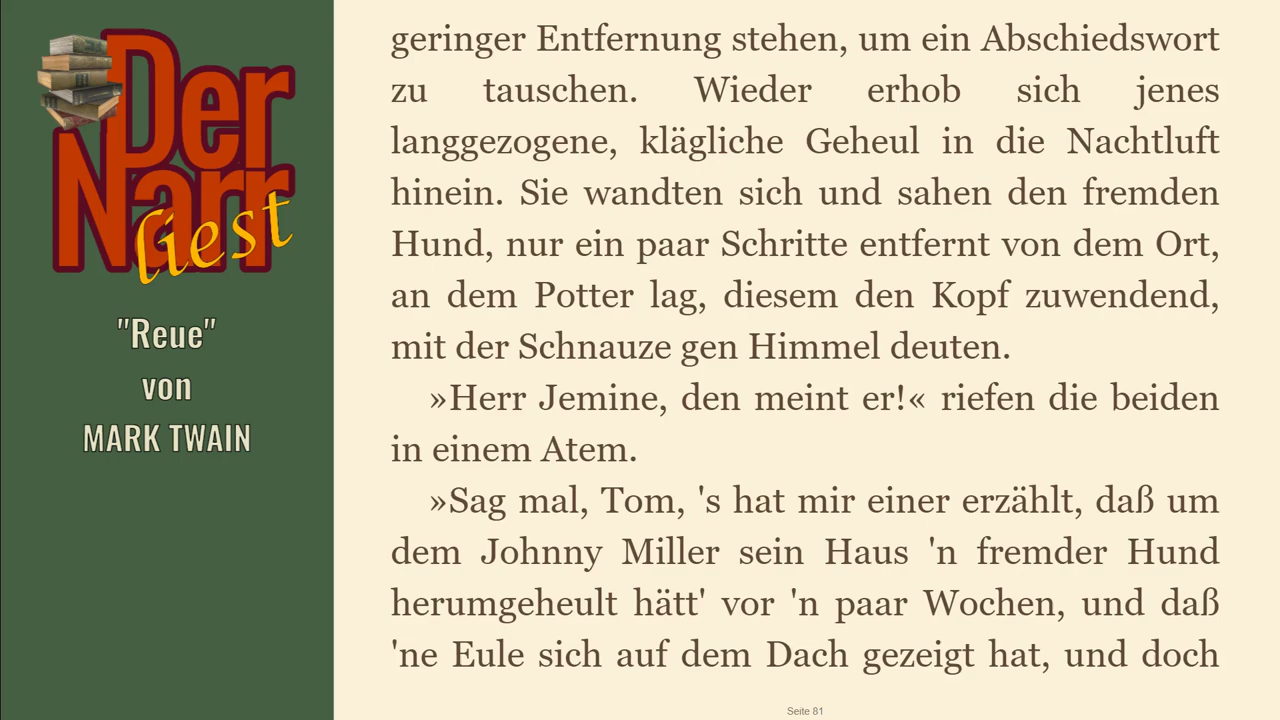 Der
Narr
liest
"Reue"
von
MARK TWAIN
geringer Entfernung stehen, um ein Abschiedswort
zu tauschen. Wieder erhob sich jenes
langgezogene, klägliche Geheul in die Nachtluft
hinein. Sie wandten sich und sahen den fremden
Hund, nur ein paar Schritte entfernt von dem Ort,
an dem Potter lag, diesem den Kopf zuwendend,
mit der Schnauze gen Himmel deuten.
»Herr Jemine, den meint er!« riefen die beiden
in einem Atem.
»Sag mal, Tom, 's hat mir einer erzählt, daß um
dem Johnny Miller sein Haus 'n fremder Hund
herumgeheult hätt' vor 'n paar Wochen, und daß
'ne Eule sich auf dem Dach gezeigt hat, und doch
Seite 81